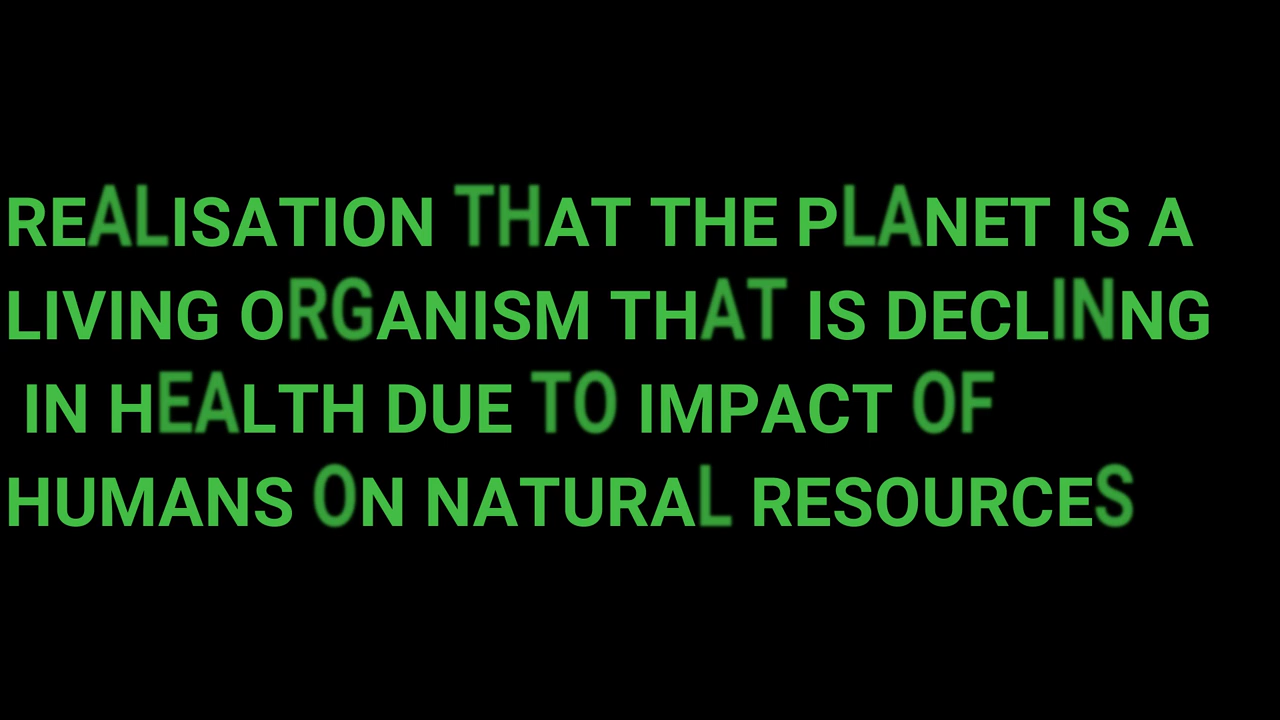 REALISATION THAT THE PLANET IS A
LIVING ORGANISM THAT IS DECLINNG
IN HEALTH DUE TO IMPACT OF
HUMANS ON NATURAL RESOURCES